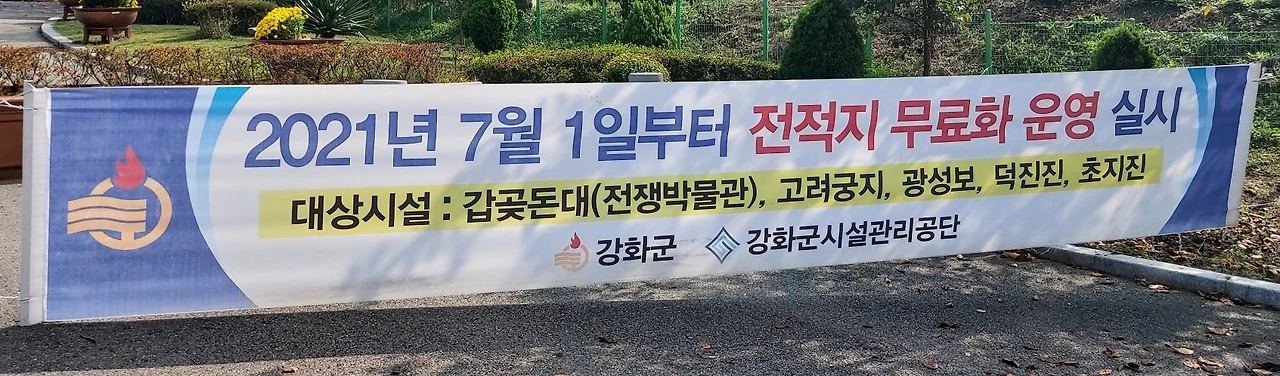 2021년 7월 1일부터 전적지 무료화 운영 실시
대상시설 : 갑곶돈대(전쟁박물관), 고려궁지, 광성보, 덕진진, 초지진
강화군 강화군시설관리공단